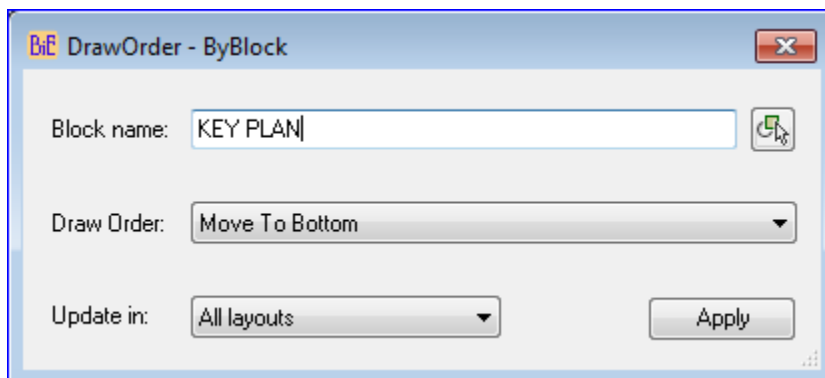 BiE DrawOrder - ByBlock
Block name: KEY PLAN
Draw Order: Move To Bottom
Update in: All layouts Apply